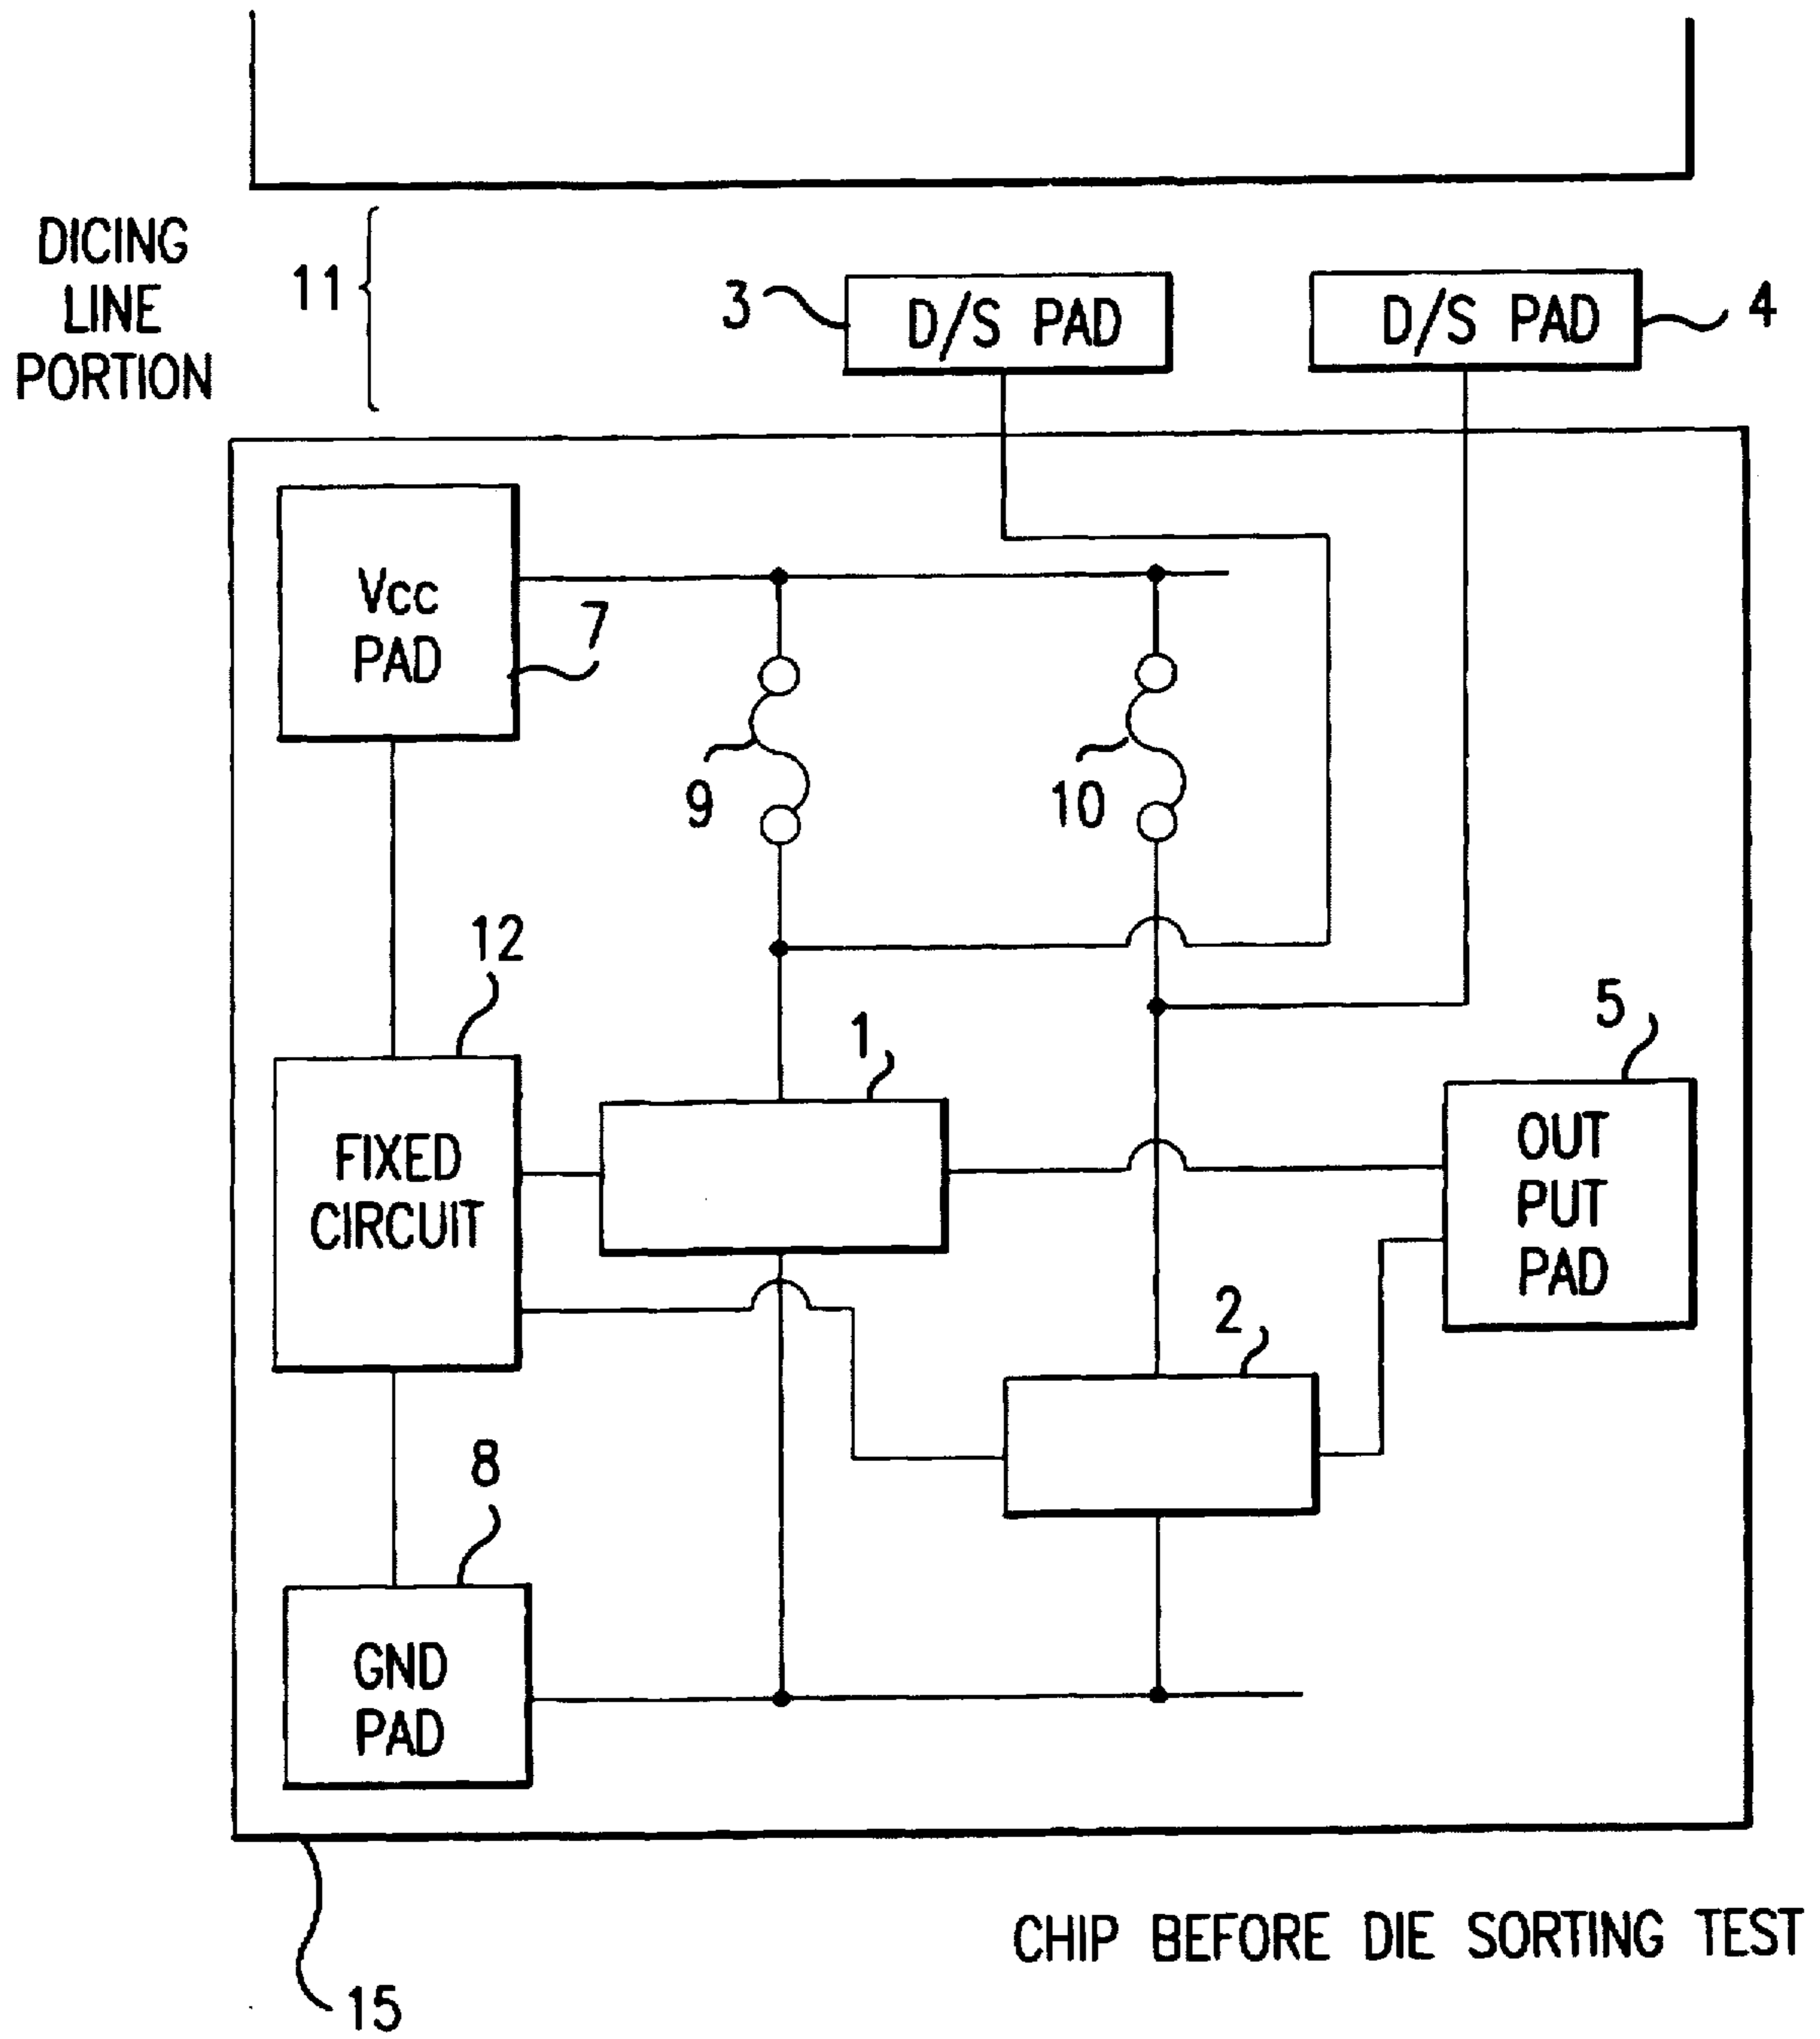 DICING
LINE
PORTION
11
3
D/S PAD
D/S PAD
4
Vcc
PAD
7
9
10
12
1
5
FIXED
CIRCUIT
OUT
PUT
PAD
2
8
GND
PAD
CHIP BEFORE DIE SORTING TEST
15